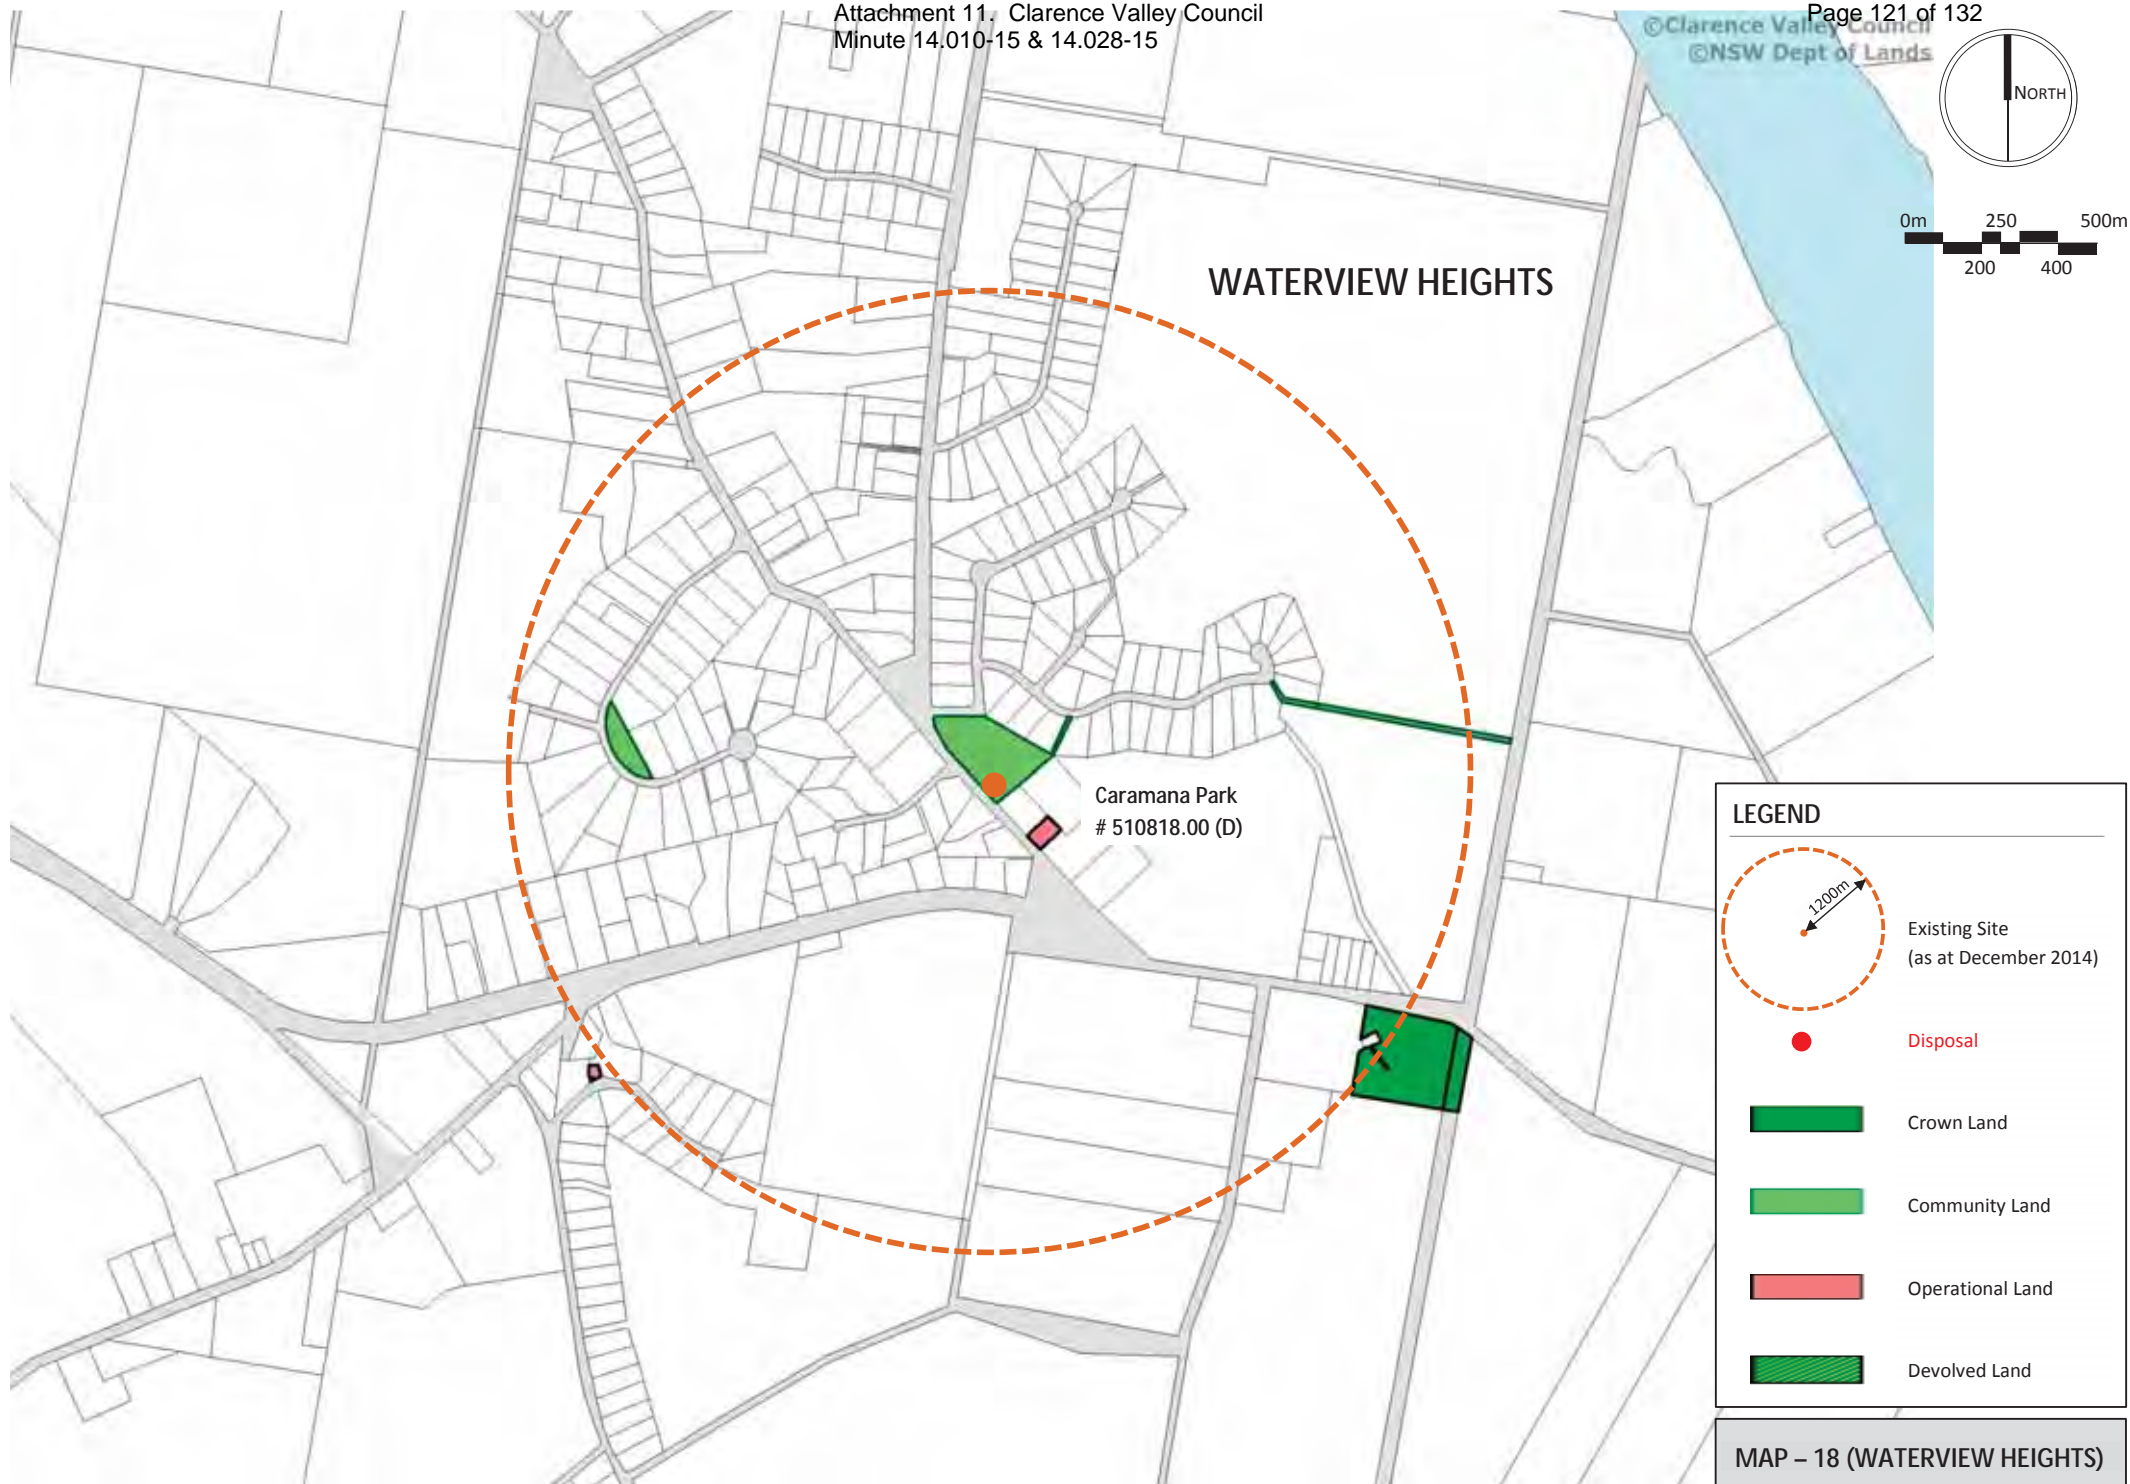 Attachment 11.  Clarence Valley Council
Minute 14.010-15 & 14.028-15
Page 121 of 132
©Clarence Valley Council
©NSW Dept of Lands
NORTH
0m 250 500m
200 400
WATERVIEW HEIGHTS
Caramana Park
# 510818.00 (D)
LEGEND
1200m
Existing Site
(as at December 2014)
Disposal
Crown Land
Community Land
Operational Land
Devolved Land
MAP – 18 (WATERVIEW HEIGHTS)